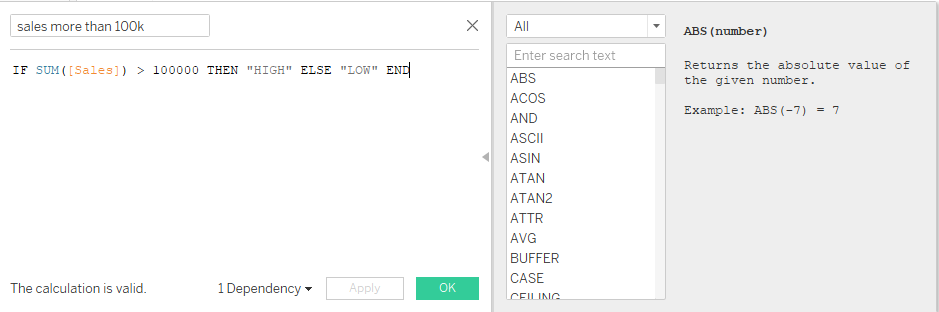 sales more than 100k
IF SUM([Sales]) > 100000 THEN "HIGH" ELSE "LOW" END
The calculation is valid.
1 Dependency
Apply
OK
All
Enter search text
ABS
ACOS
AND
ASCII
ASIN
ATAN
ATAN2
ATTR
AVG
BUFFER
CASE
CEILING
ABS(number)
Returns the absolute value of
the given number.
Example: ABS(-7) = 7